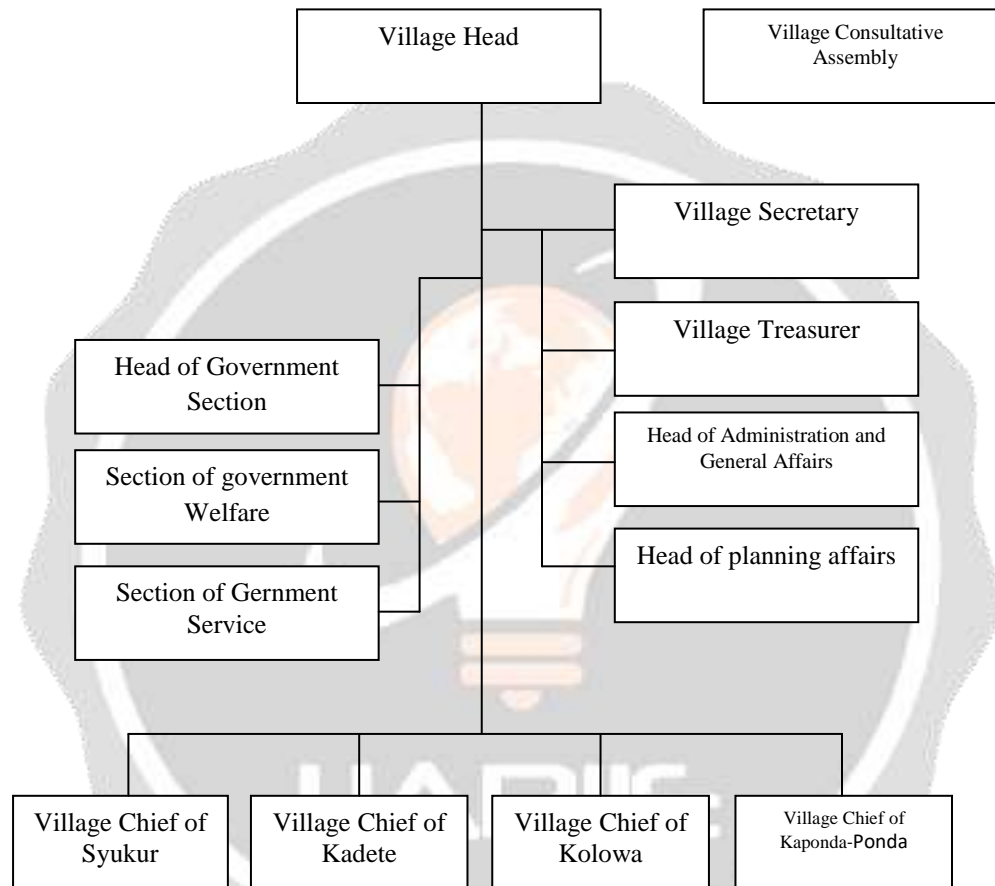 Village Head
Village Consultative
Assembly
Village Secretary
Village Treasurer
Head of Government
Section
Head of Administration and
General Affairs
Section of government
Welfare
Head of planning affairs
Section of Gernment
Service
Village Chief of
Syukur
Village Chief of
Kadete
Village Chief of
Kolowa
Village Chief of
Kaponda-Ponda